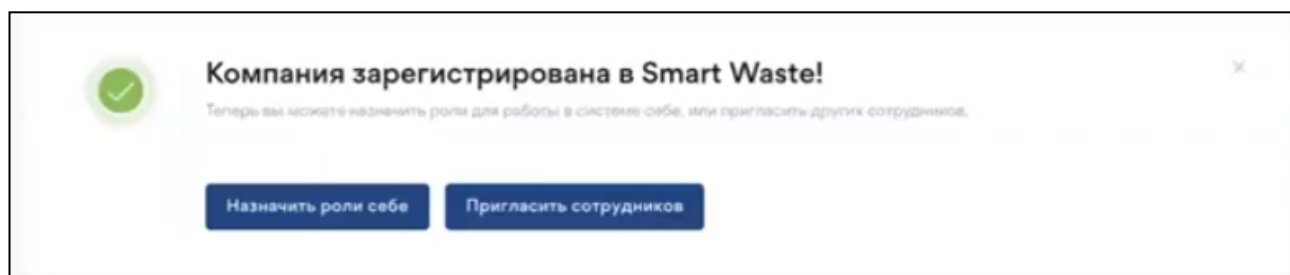 Компания зарегистрирована в Smart Waste!
Теперь вы можете назначить роли для работы в системе себе, или пригласить других сотрудников.
Назначить роли себе
Пригласить сотрудников